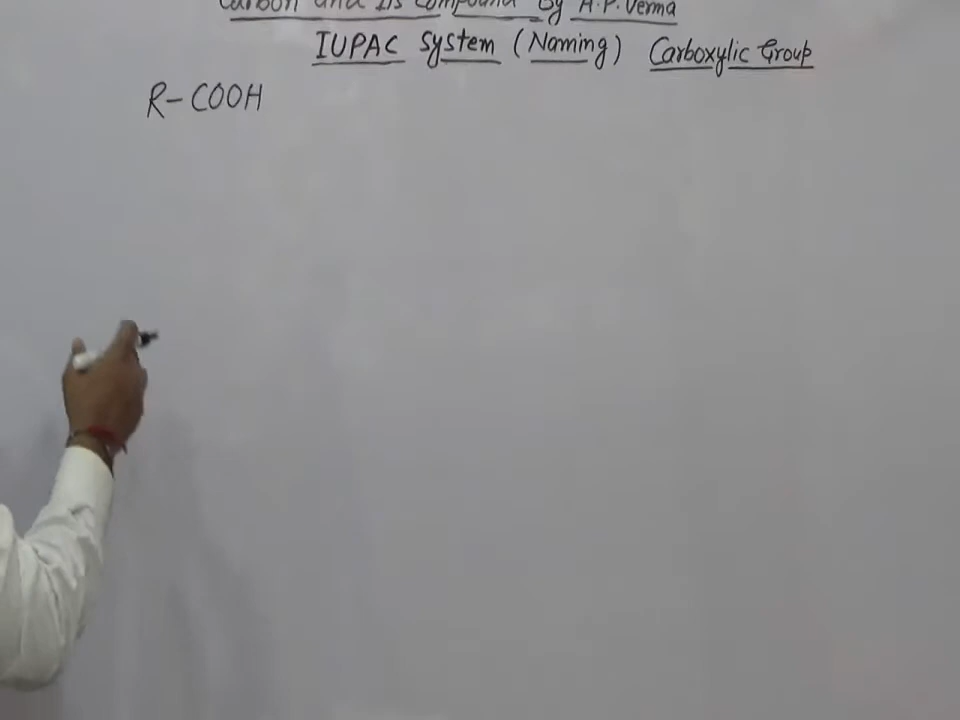 Carbon and Its Compound By A.P. Verma
IUPAC System (Naming) Carboxylic Group
R-COOH